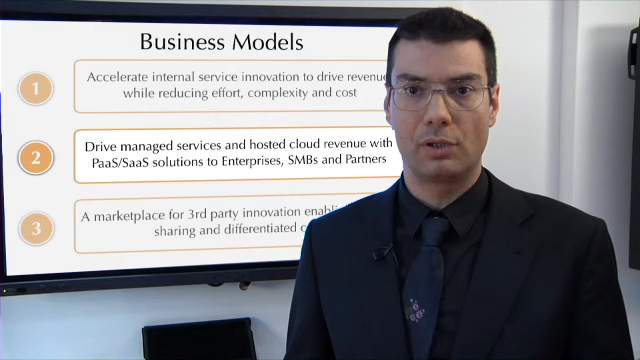 Business Models
1
Accelerate internal service innovation to drive revenue
while reducing effort, complexity and cost
2
Drive managed services and hosted cloud revenue with
PaaS/SaaS solutions to Enterprises, SMBs and Partners
3
A marketplace for 3rd party innovation
sharing and differentiated